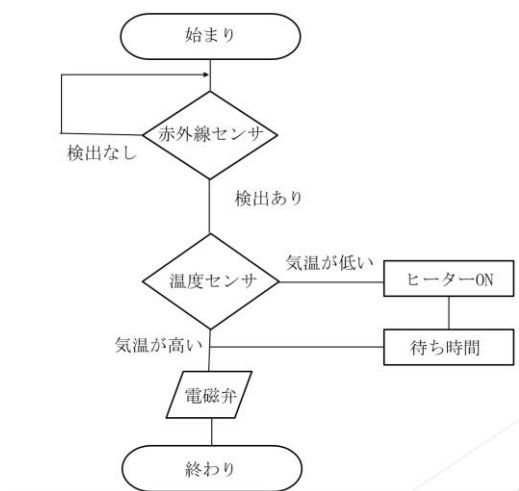 始まり
赤外線センサ
検出なし
検出あり
温度センサ
気温が低い
ヒーターON
気温が高い
待ち時間
電磁弁
終わり